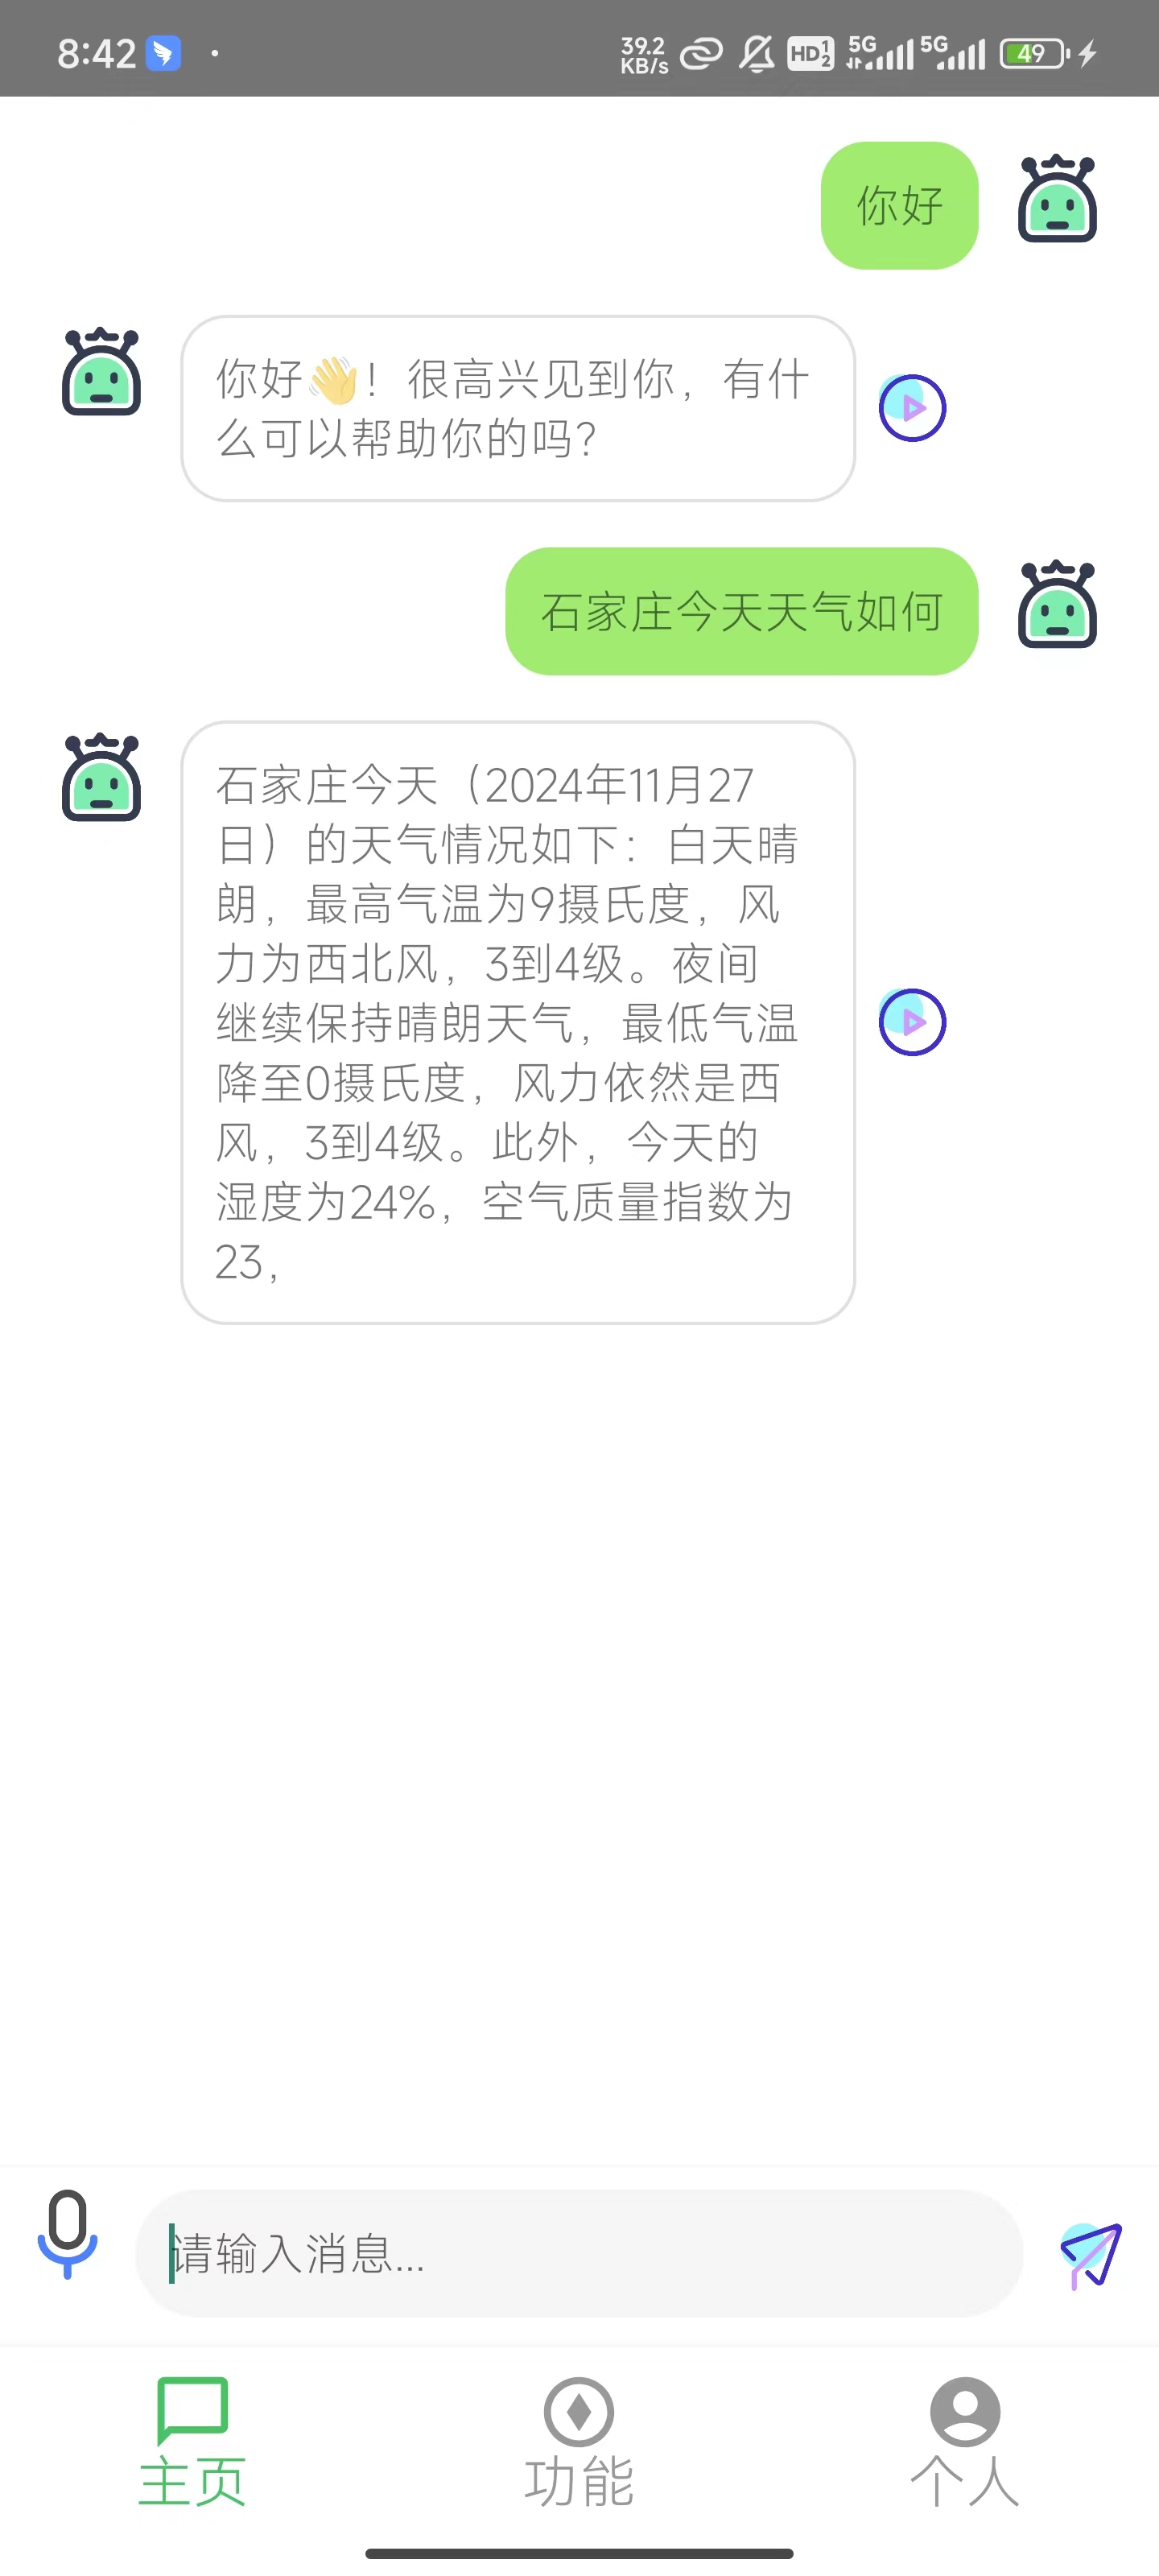 8:42
39.2
KB/s
HD 1 2
5G
5G
49
你好
你好👋！很高兴见到你，有什
么可以帮助你的吗？
石家庄今天天气如何
石家庄今天（2024年11月27
日）的天气情况如下：白天晴
朗，最高气温为9摄氏度，风
力为西北风，3到4级。夜间
继续保持晴朗天气，最低气温
降至0摄氏度，风力依然是西
风，3到4级。此外，今天的
湿度为24%，空气质量指数为
23，
请输入消息...
主页
功能
个人